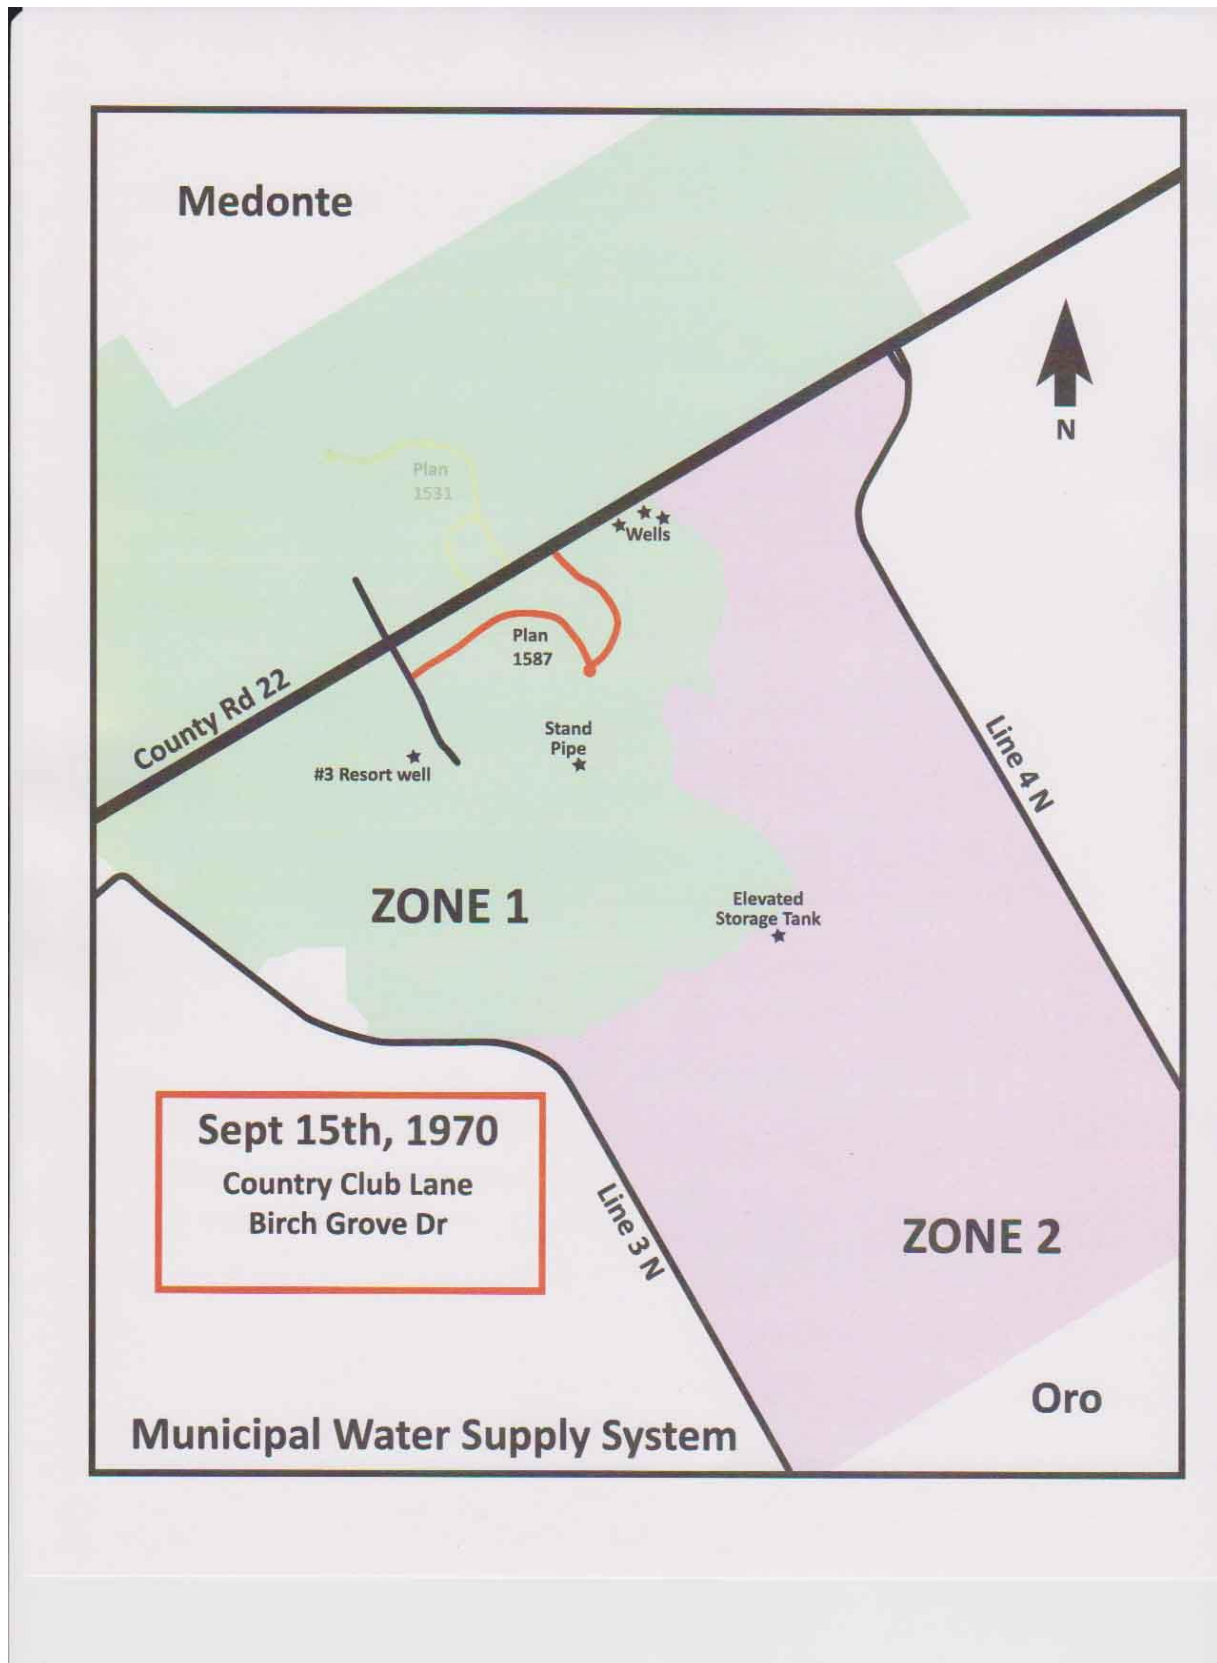 Medonte
N
Plan
1531
Wells
Plan
1587
County Rd 22
Stand
Pipe
#3 Resort well
Line 4 N
ZONE 1
Elevated
Storage Tank
Sept 15th, 1970
Country Club Lane
Birch Grove Dr
Line 3 N
ZONE 2
Oro
Municipal Water Supply System